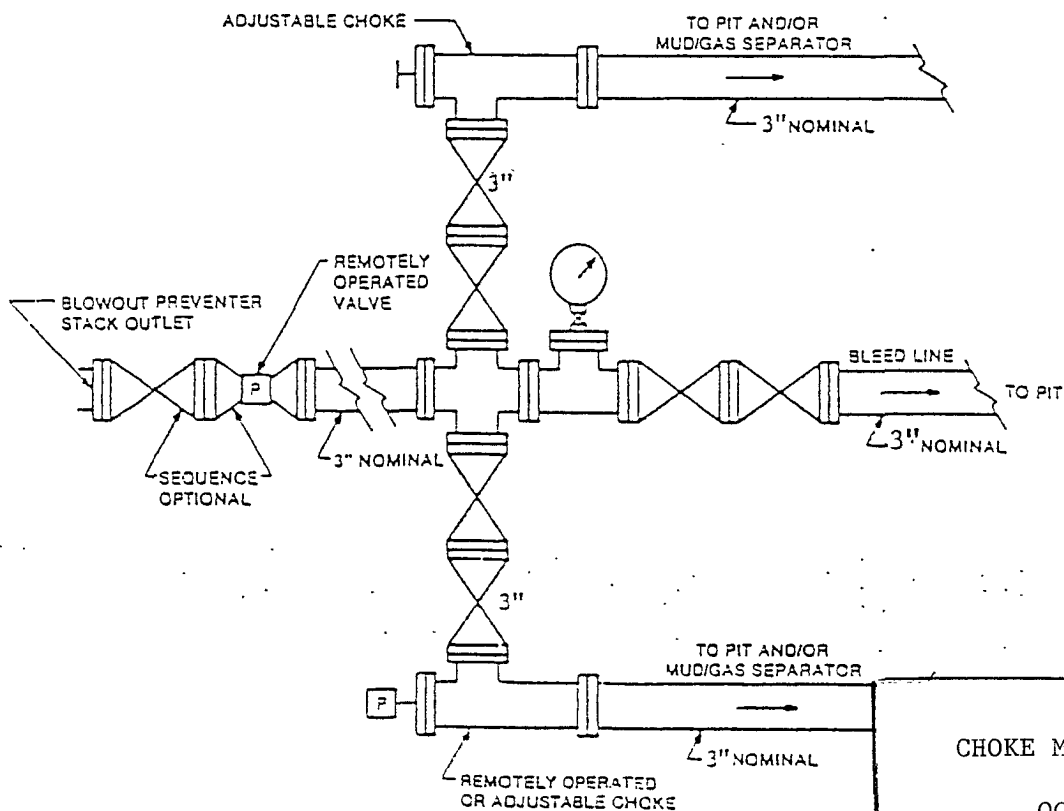 ADJUSTABLE CHOKE
TO PIT AND/OR
MUD/GAS SEPARATOR
3" NOMINAL
3"
REMOTELY
OPERATED
VALVE
BLOWOUT PREVENTER
STACK OUTLET
P
BLEED LINE
TO PIT
3" NOMINAL
3" NOMINAL
SEQUENCE
OPTIONAL
3"
TO PIT AND/OR
MUD/GAS SEPARATOR
P
3" NOMINAL
REMOTELY OPERATED
OR ADJUSTABLE CHOKE
CHOKE M